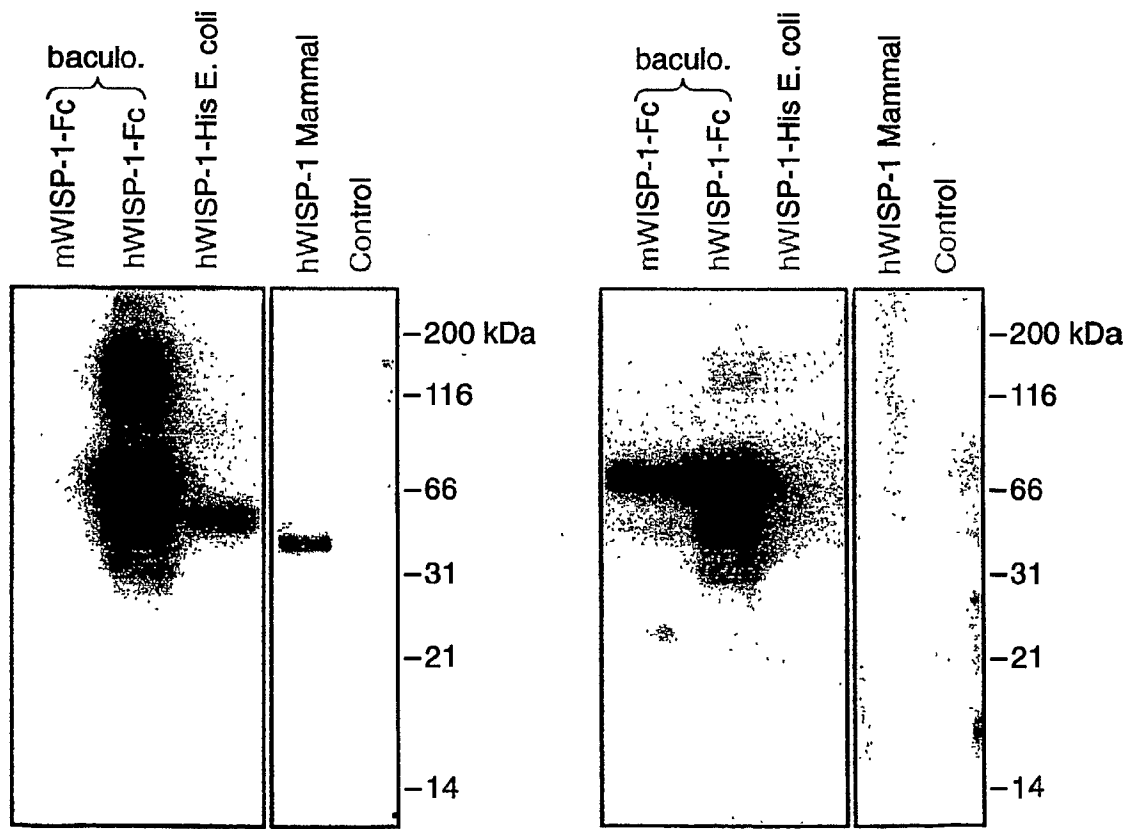 baculo.
mWISP-1-Fc
hWISP-1-Fc
hWISP-1-His E. coli
hWISP-1 Mammal
Control
-200 kDa
-116
-66
-31
-21
-14
baculo.
mWISP-1-Fc
hWISP-1-Fc
hWISP-1-His E. coli
hWISP-1 Mammal
Control
-200 kDa
-116
-66
-31
-21
-14